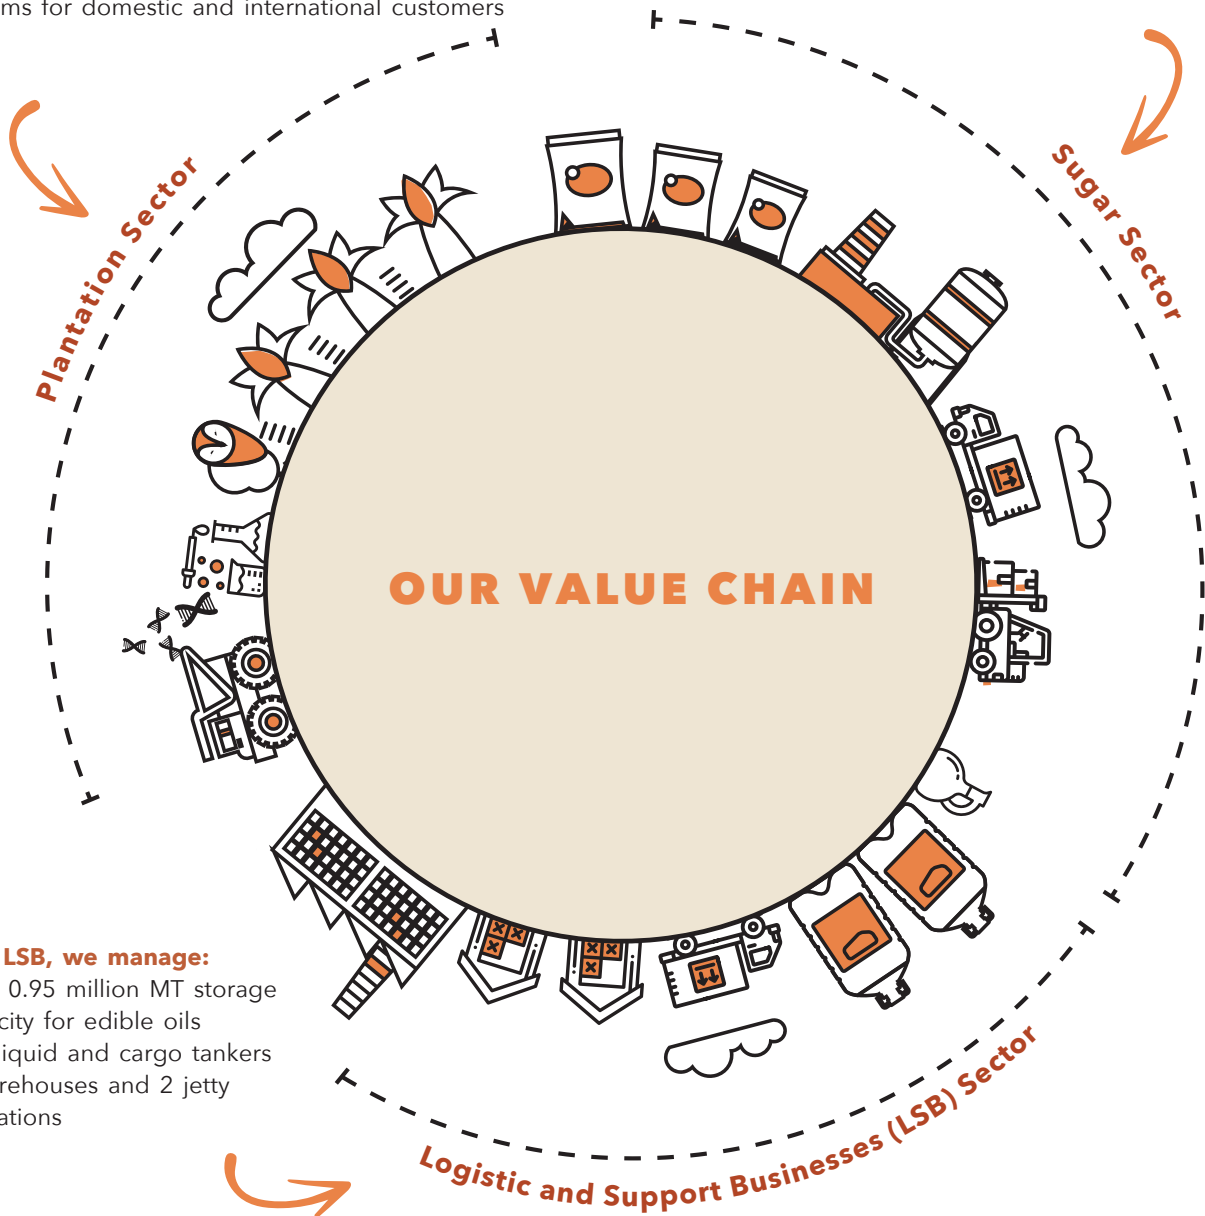 ms for domestic and international customers
Plantation Sector
Sugar Sector
OUR VALUE CHAIN
LSB, we manage:
0.95 million MT storage
city for edible oils
iquid and cargo tankers
rehouses and 2 jetty
ations
Logistic and Support Businesses (LSB) Sector